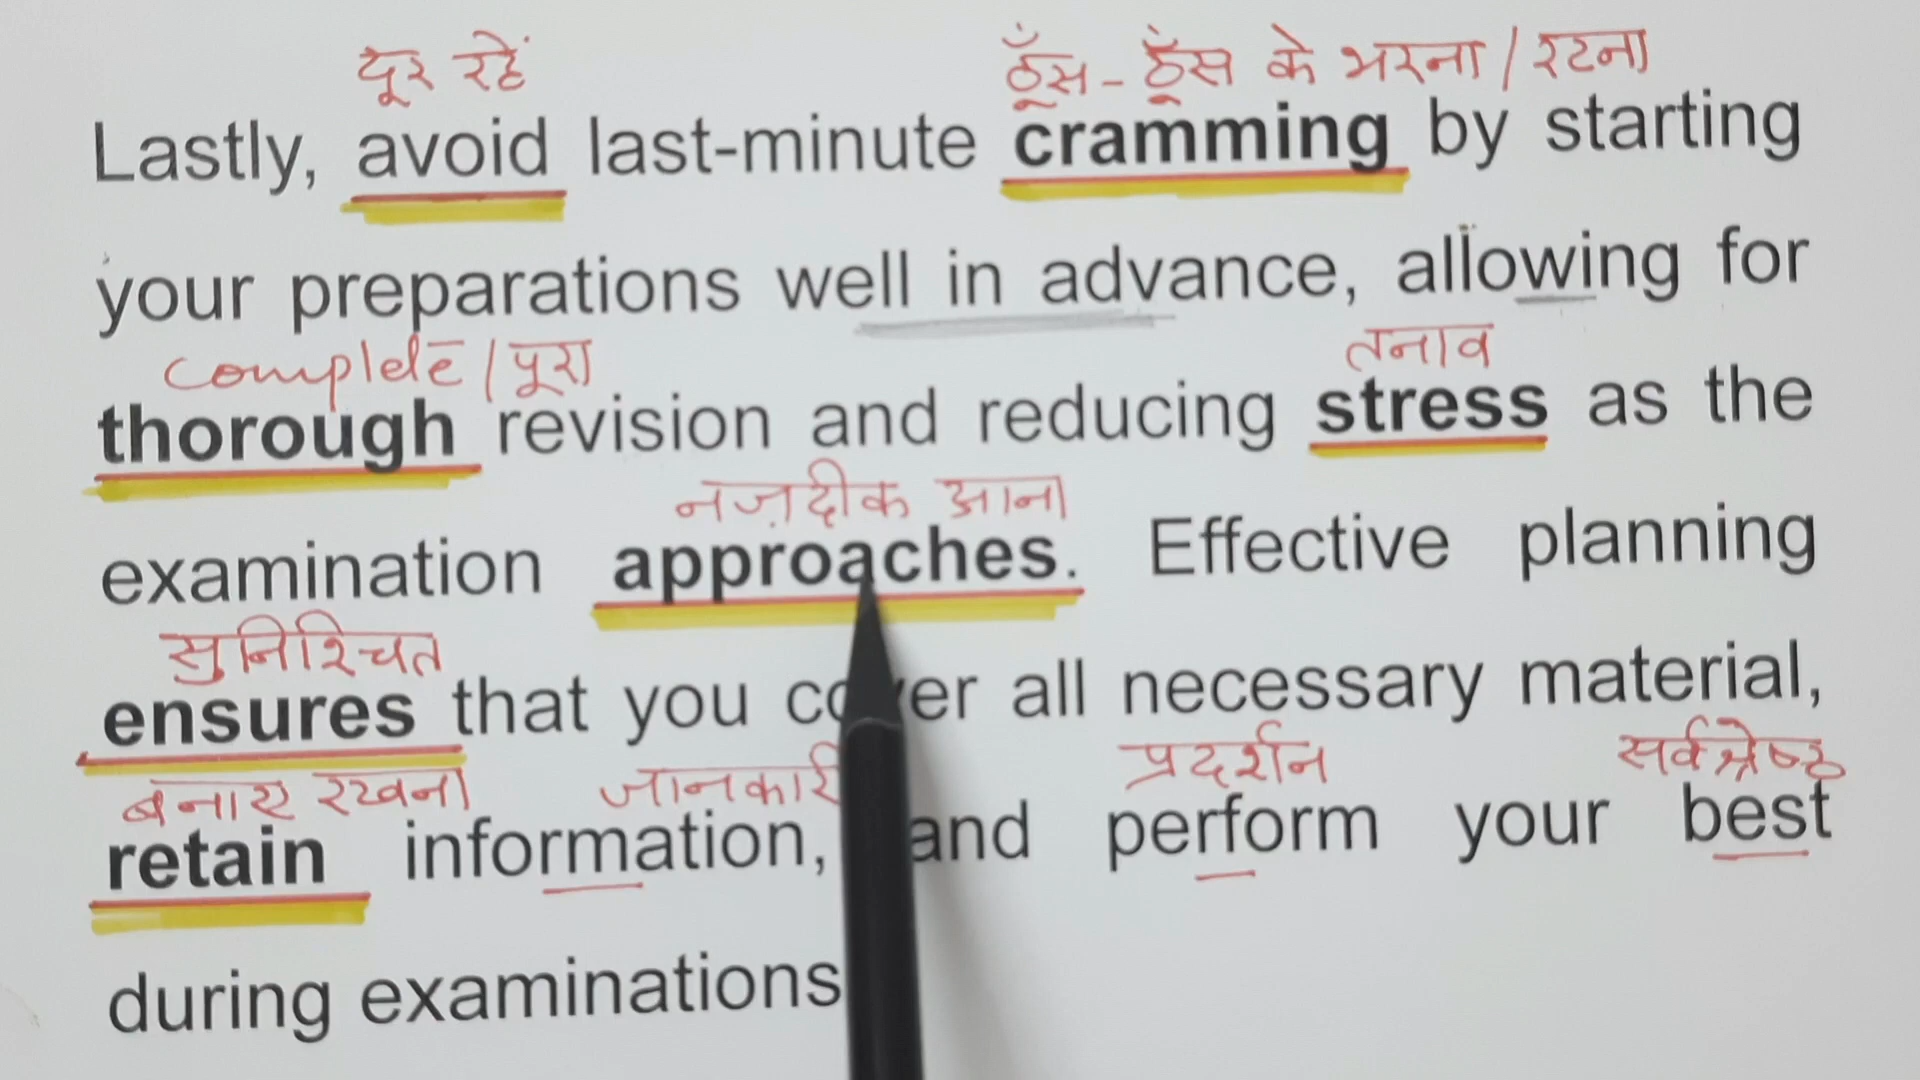 दूर रहें ठूँस-ठूँस के भरना/रटना
Lastly, avoid last-minute cramming by starting
your preparations well in advance, allowing for
complete/पूरा तनाव
thorough revision and reducing stress as the
नज़दीक आना
examination approaches. Effective planning
सुनिश्चित
ensures that you cover all necessary material,
बनाए रखना जानकारी प्रदर्शन सर्वश्रेष्ठ
retain information, and perform your best
during examinations